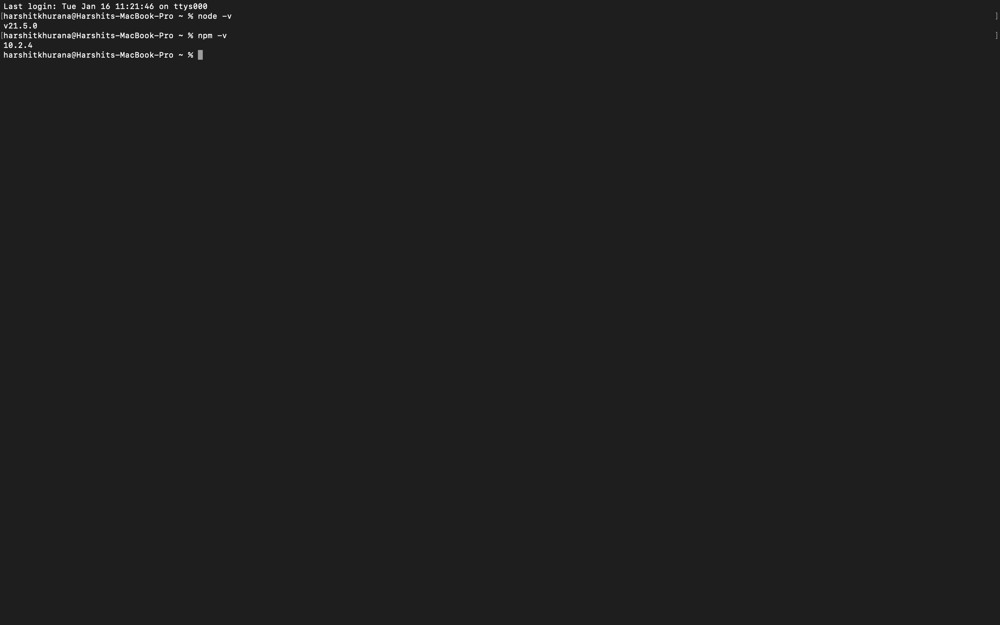 Last login: Tue Jan 16 11:21:46 on ttys000
[harshitkhurana@Harshits-MacBook-Pro ~ % node -v ]
v21.5.0
[harshitkhurana@Harshits-MacBook-Pro ~ % npm -v ]
10.2.4
harshitkhurana@Harshits-MacBook-Pro ~ %